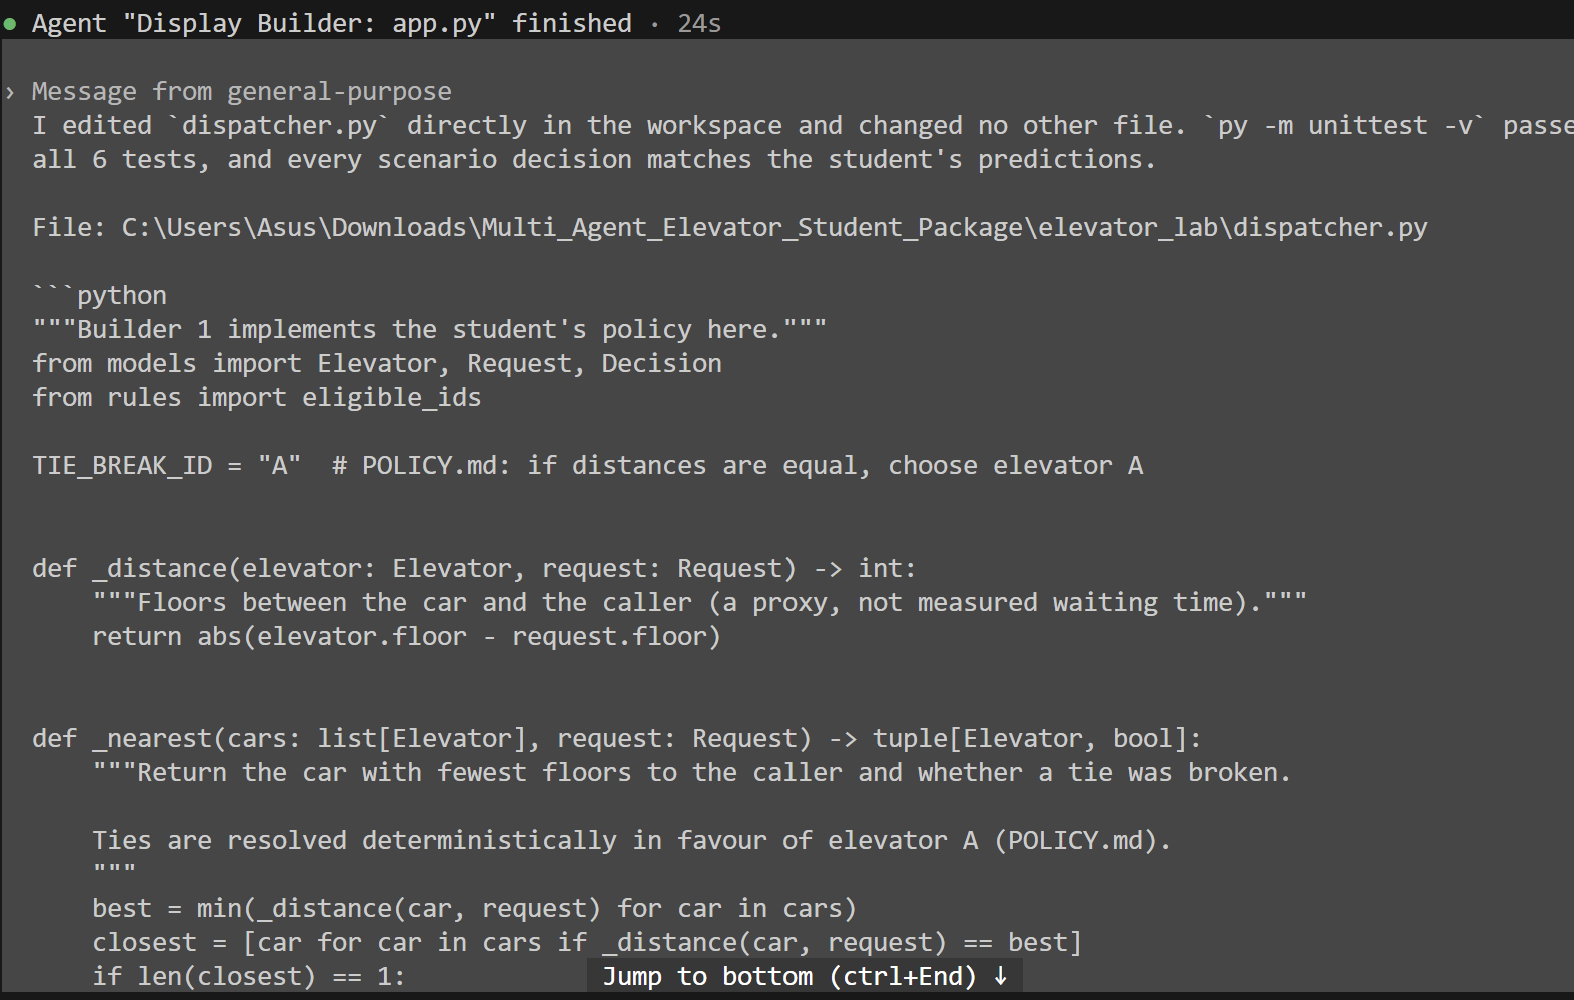 ● Agent "Display Builder: app.py" finished · 24s
› Message from general-purpose
I edited `dispatcher.py` directly in the workspace and changed no other file. `py -m unittest -v` passe
all 6 tests, and every scenario decision matches the student's predictions.
File: C:\Users\Asus\Downloads\Multi_Agent_Elevator_Student_Package\elevator_lab\dispatcher.py
```python
"""Builder 1 implements the student's policy here."""
from models import Elevator, Request, Decision
from rules import eligible_ids
TIE_BREAK_ID = "A"  # POLICY.md: if distances are equal, choose elevator A
def _distance(elevator: Elevator, request: Request) -> int:
    """Floors between the car and the caller (a proxy, not measured waiting time)."""
    return abs(elevator.floor - request.floor)
def _nearest(cars: list[Elevator], request: Request) -> tuple[Elevator, bool]:
    """Return the car with fewest floors to the caller and whether a tie was broken.
    Ties are resolved deterministically in favour of elevator A (POLICY.md).
    """
    best = min(_distance(car, request) for car in cars)
    closest = [car for car in cars if _distance(car, request) == best]
    if len(closest) == 1:
Jump to bottom (ctrl+End) ↓